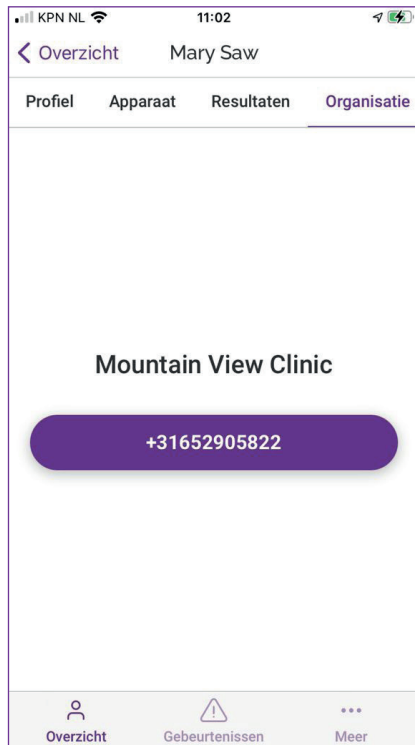 KPN NL 11:02
Overzicht Mary Saw
Profiel Apparaat Resultaten Organisatie
Mountain View Clinic
+31652905822
Overzicht Gebeurtenissen Meer